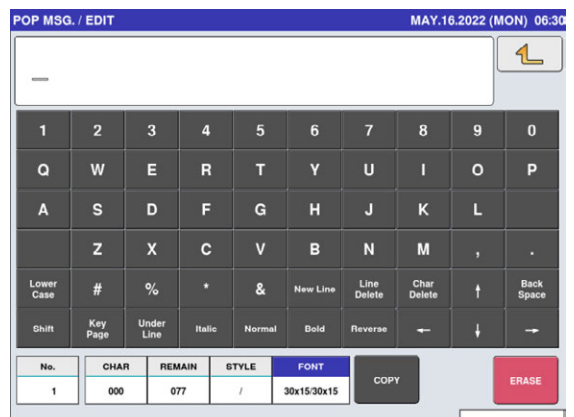 POP MSG. / EDIT MAY.16.2022 (MON) 06:30
_
1 2 3 4 5 6 7 8 9 0
Q W E R T Y U I O P
A S D F G H J K L
Z X C V B N M , .
Lower Case # % * & New Line Line Delete Char Delete ↑ Back Space
Shift Key Page Under Line Italic Normal Bold Reverse ← ↓ →
No. CHAR REMAIN STYLE FONT COPY ERASE
1 000 077 / 30x15/30x15